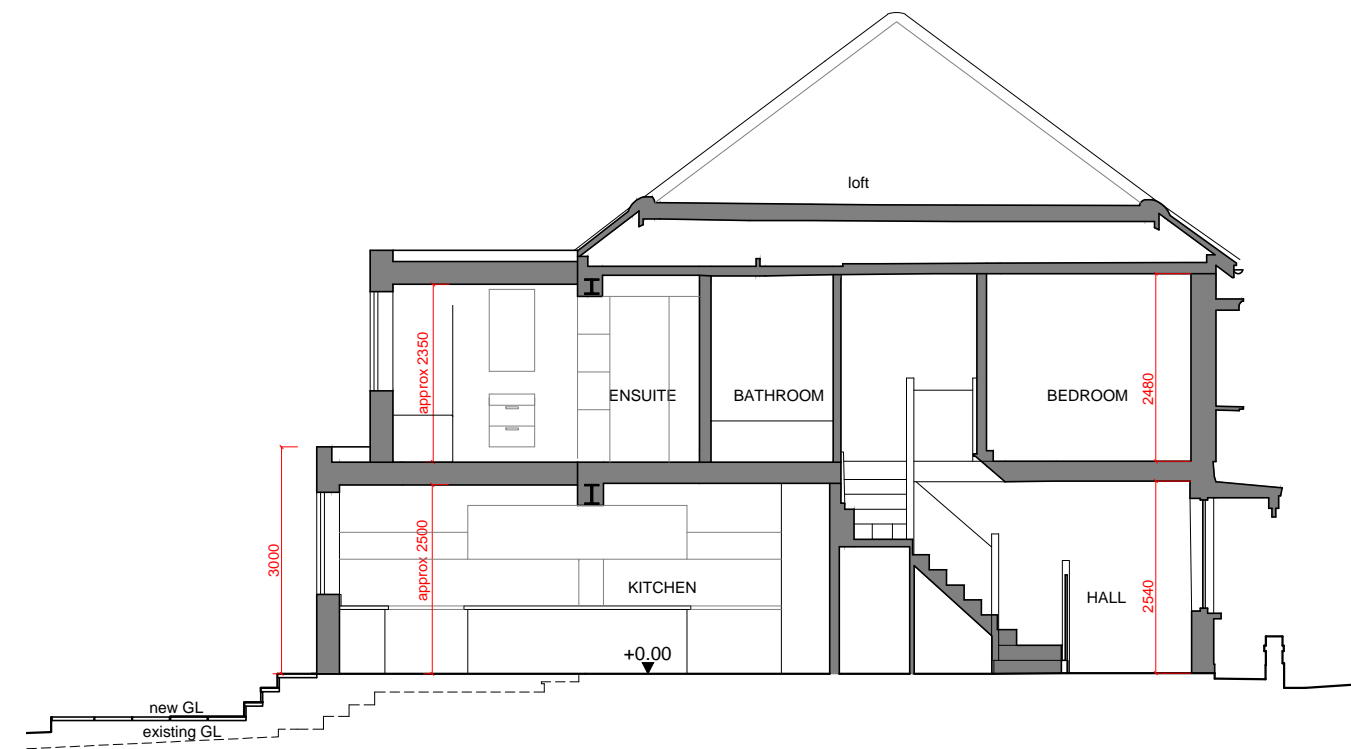 loft
approx 2350
ENSUITE
BATHROOM
BEDROOM
2480
3000
approx 2500
KITCHEN
HALL
2540
+0.00
new GL
existing GL